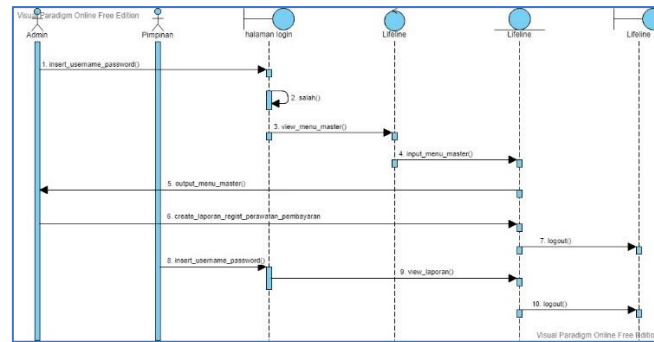 Visual Paradigm Online Free Edition
Admin
Pimpinan
halaman login
Lifeline
Lifeline
Lifeline
1. insert_username_password()
2. salah()
3. view_menu_master()
4. input_menu_master()
5. output_menu_master()
6. create_laporan_regist_perawatan_pembayaran
7. logout()
8. insert_username_password()
9. view_laporan()
10. logout()
Visual Paradigm Online Free Editio